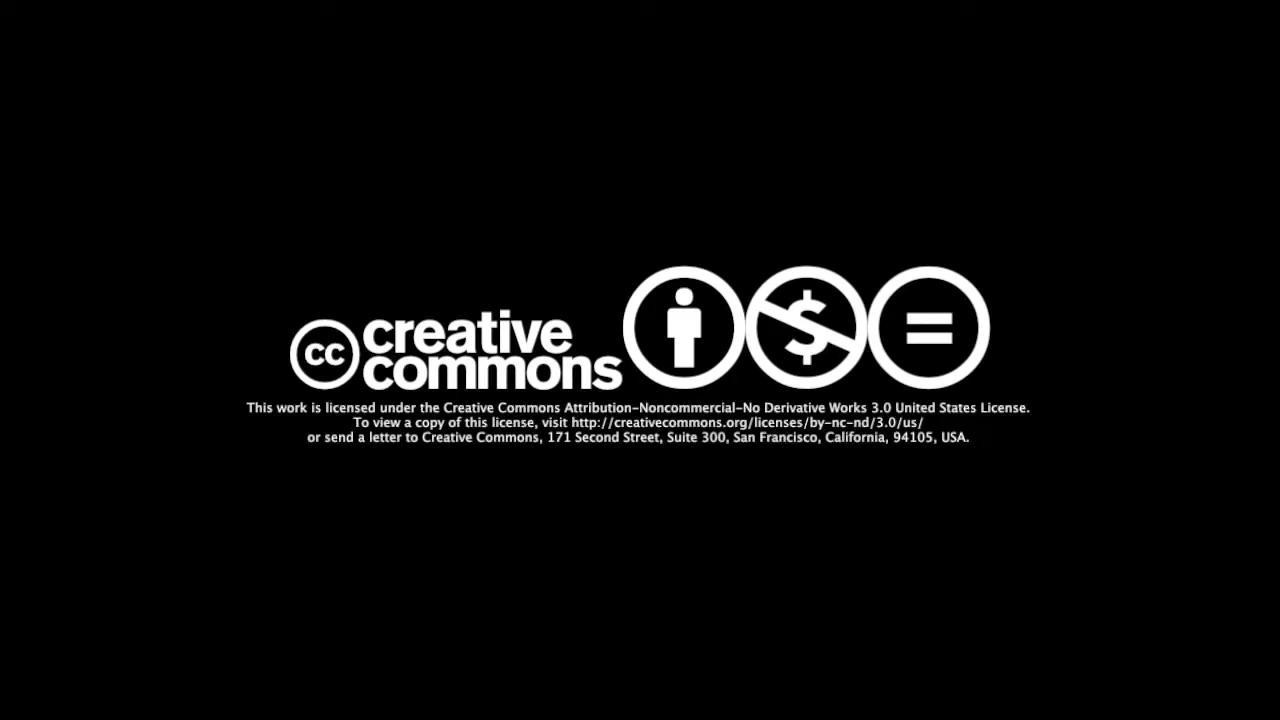 cc creative
commons
$ =
This work is licensed under the Creative Commons Attribution-Noncommercial-No Derivative Works 3.0 United States License.
To view a copy of this license, visit http://creativecommons.org/licenses/by-nc-nd/3.0/us/
or send a letter to Creative Commons, 171 Second Street, Suite 300, San Francisco, California, 94105, USA.